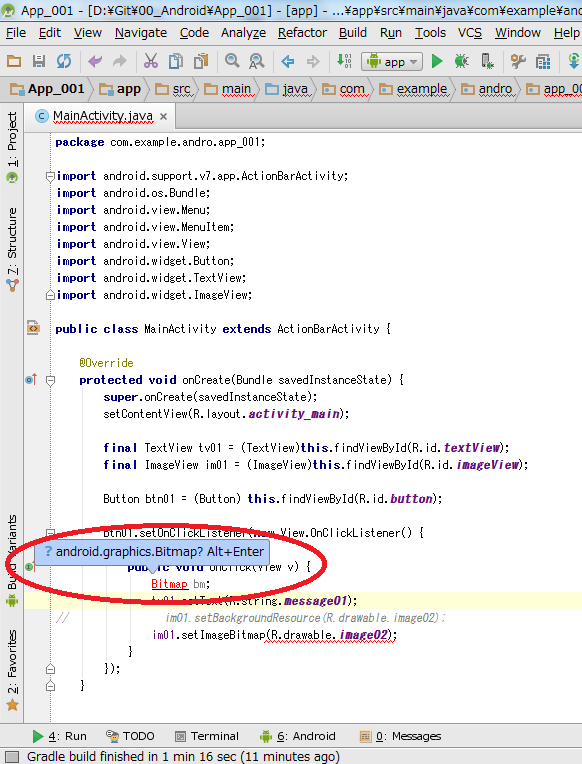 App_001 - [D:¥Git¥00_Android¥App_001] - [app] - ...¥app¥src¥main¥java¥com¥example¥and
File Edit View Navigate Code Analyze Refactor Build Run Tools VCS Window Help
app
App_001 app src main java com example andro app_00
MainActivity.java
1: Project
7: Structure
Build Variants
2: Favorites
package com.example.andro.app_001;
import android.support.v7.app.ActionBarActivity;
import android.os.Bundle;
import android.view.Menu;
import android.view.MenuItem;
import android.view.View;
import android.widget.Button;
import android.widget.TextView;
import android.widget.ImageView;
public class MainActivity extends ActionBarActivity {
@Override
protected void onCreate(Bundle savedInstanceState) {
super.onCreate(savedInstanceState);
setContentView(R.layout.activity_main);
final TextView tv01 = (TextView)this.findViewById(R.id.textView);
final ImageView im01 = (ImageView)this.findViewById(R.id.imageView);
Button btn01 = (Button) this.findViewById(R.id.button);
btn01.setOnClickListener(new View.OnClickListener() {
? android.graphics.Bitmap? Alt+Enter
public void onClick(View v) {
Bitmap bm;
tv01.setText(R.string.message01);
// im01.setBackgroundResource(R.drawable.image02);
im01.setImageBitmap(R.drawable.image02);
}
});
}
4: Run TODO Terminal 6: Android 0: Messages
Gradle build finished in 1 min 16 sec (11 minutes ago)